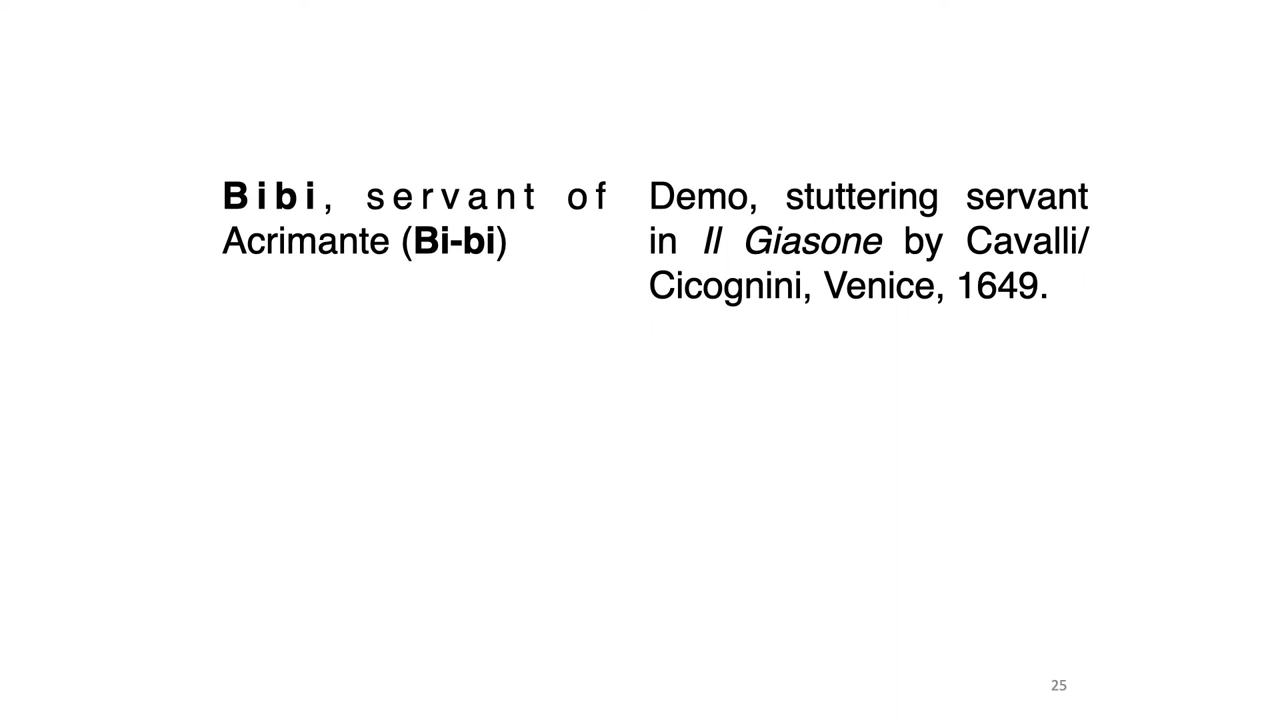 Bibi, servant of
Acrimante (Bi-bi)
Demo, stuttering servant
in Il Giasone by Cavalli/
Cicognini, Venice, 1649.
25